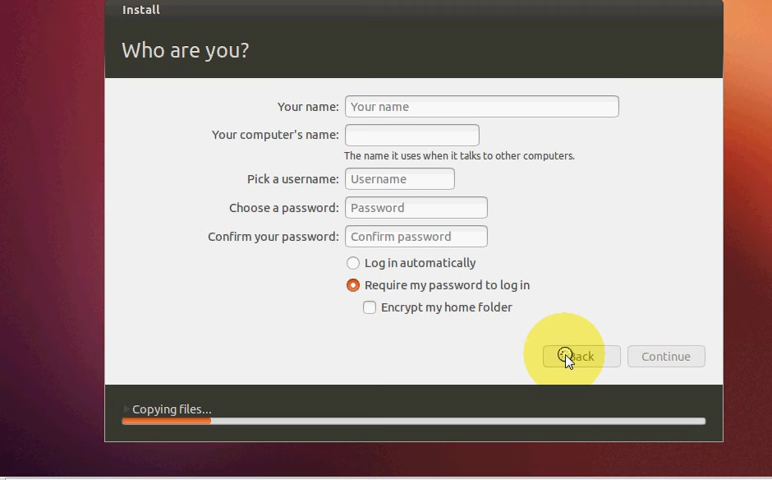 Install
Who are you?
Your name: Your name
Your computer's name:
The name it uses when it talks to other computers.
Pick a username: Username
Choose a password: Password
Confirm your password: Confirm password
Log in automatically
Require my password to log in
Encrypt my home folder
Back Continue
Copying files...